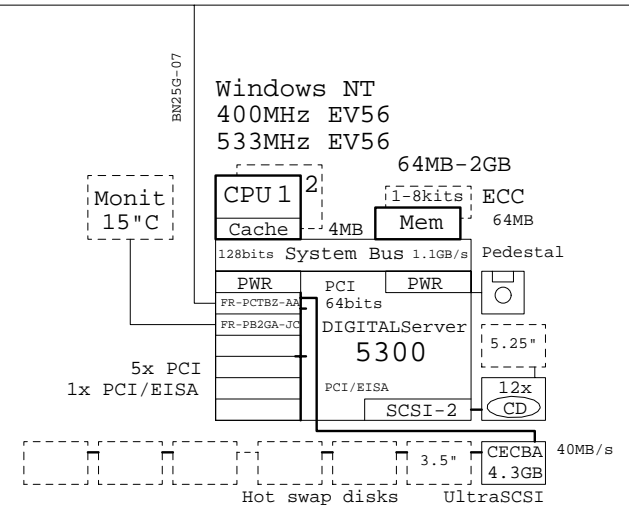 BN25G-07
Windows NT
400MHz EV56
533MHz EV56
64MB-2GB
Monit
15"C
CPU 1
2
1-8kits
ECC
Cache
4MB
Mem
64MB
128bits System Bus 1.1GB/s
Pedestal
PWR
PCI
64bits
PWR
FR-PCTBZ-AA
FR-PB2GA-JC
DIGITALServer
5300
5.25"
5x PCI
1x PCI/EISA
PCI/EISA
12x
CD
SCSI-2
3.5"
CECBA
4.3GB
40MB/s
Hot swap disks
UltraSCSI